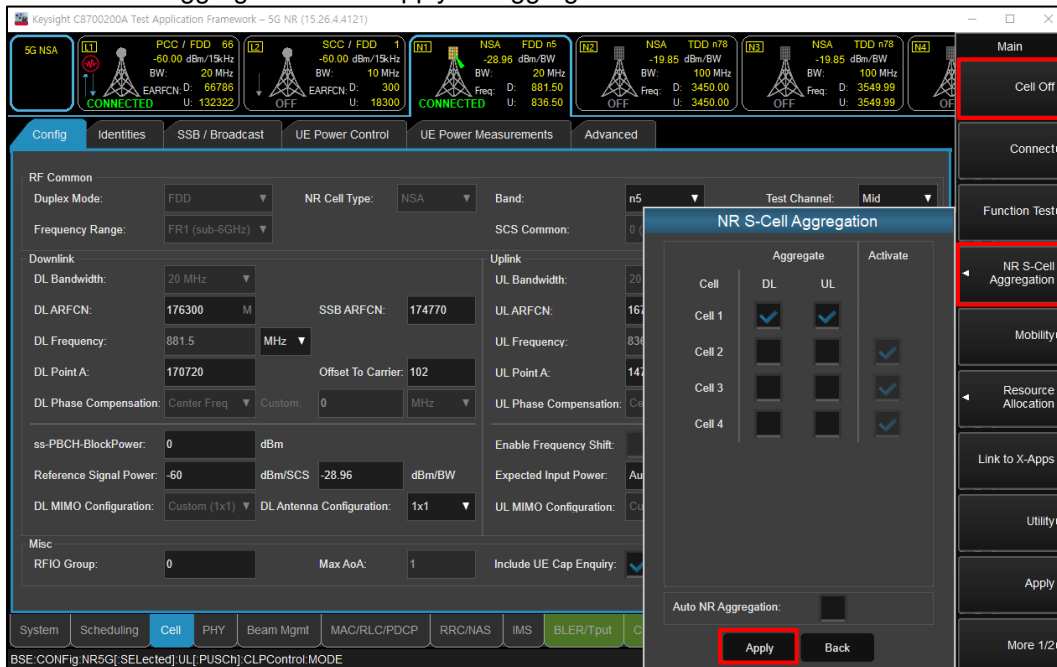 Keysight C8700200A Test Application Framework – 5G NR (15.26.4.4121)
5G NSA
L1
PCC / FDD 66
-60.00 dBm/15kHz
BW: 20 MHz
EARFCN: D: 66786
U: 132322
CONNECTED
L2
SCC / FDD 1
-60.00 dBm/15kHz
BW: 10 MHz
EARFCN: D: 300
U: 18300
OFF
N1
NSA FDD n5
-28.96 dBm/BW
BW: 20 MHz
Freq: D: 881.50
U: 836.50
CONNECTED
N2
NSA TDD n78
-19.85 dBm/BW
BW: 100 MHz
Freq: D: 3450.00
U: 3450.00
OFF
N3
NSA TDD n78
-19.85 dBm/BW
BW: 100 MHz
Freq: D: 3549.99
U: 3549.99
OFF
N4
Main
Cell Off
Connect
Function Test
NR S-Cell
Aggregation
Mobility
Resource
Allocation
Link to X-Apps
Utility
Apply
More 1/2
Config Identities SSB / Broadcast UE Power Control UE Power Measurements Advanced
RF Common
Duplex Mode: FDD NR Cell Type: NSA Band: n5 Test Channel: Mid
Frequency Range: FR1 (sub-6GHz) SCS Common:
Downlink
DL Bandwidth: 20 MHz
DL ARFCN: 176300 M SSB ARFCN: 174770
DL Frequency: 881.5 MHz
DL Point A: 170720 Offset To Carrier: 102
DL Phase Compensation: Center Freq Custom: 0 MHz
ss-PBCH-BlockPower: 0 dBm
Reference Signal Power: -60 dBm/SCS -28.96 dBm/BW
DL MIMO Configuration: Custom (1x1) DL Antenna Configuration: 1x1
Uplink
UL Bandwidth: 20
UL ARFCN: 167
UL Frequency: 836
UL Point A: 147
UL Phase Compensation: Ce
Enable Frequency Shift:
Expected Input Power: Au
UL MIMO Configuration: Cu
Misc
RFIO Group: 0 Max AoA: 1 Include UE Cap Enquiry:
NR S-Cell Aggregation
Aggregate Activate
Cell DL UL
Cell 1
Cell 2
Cell 3
Cell 4
Auto NR Aggregation:
Apply Back
System Scheduling Cell PHY Beam Mgmt MAC/RLC/PDCP RRC/NAS IMS BLER/Tput C
BSE:CONFig:NR5G[:SELected]:UL[:PUSCh]:CLPControl:MODE